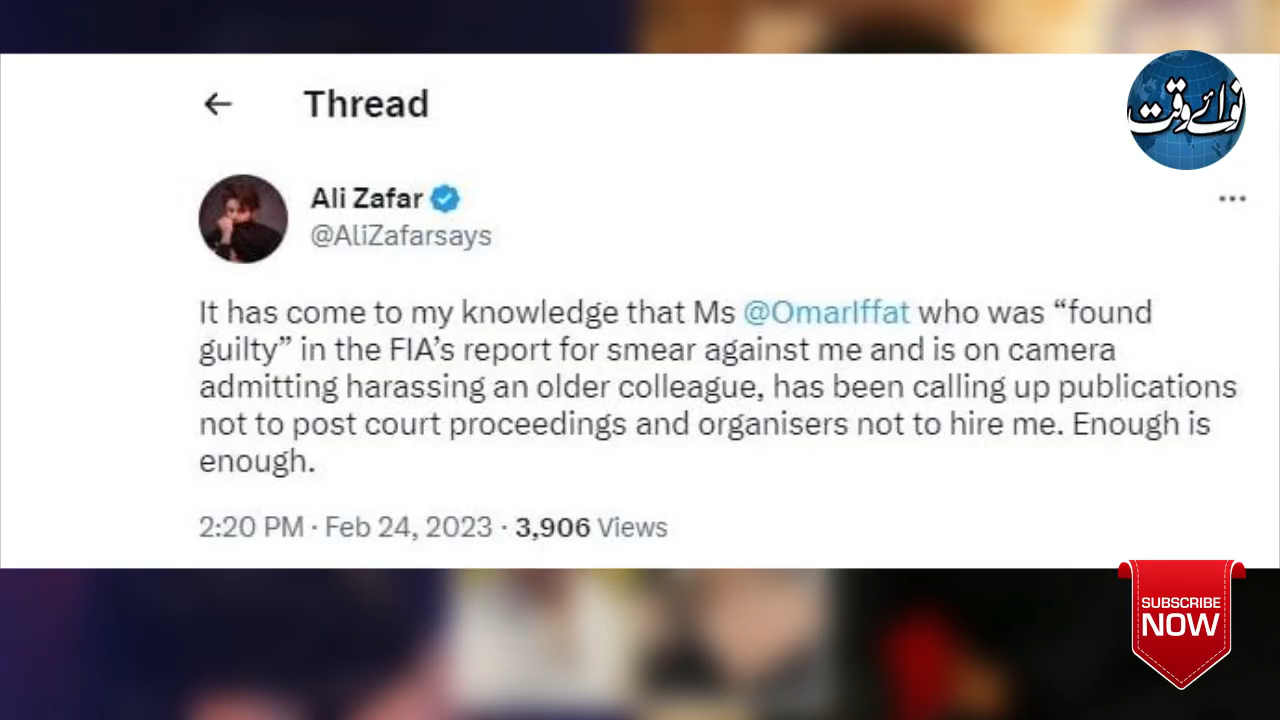 Thread
نوائے وقت
Ali Zafar
@AliZafarsays
It has come to my knowledge that Ms @OmarIffat who was “found
guilty” in the FIA’s report for smear against me and is on camera
admitting harassing an older colleague, has been calling up publications
not to post court proceedings and organisers not to hire me. Enough is
enough.
2:20 PM · Feb 24, 2023 · 3,906 Views
SUBSCRIBE
NOW